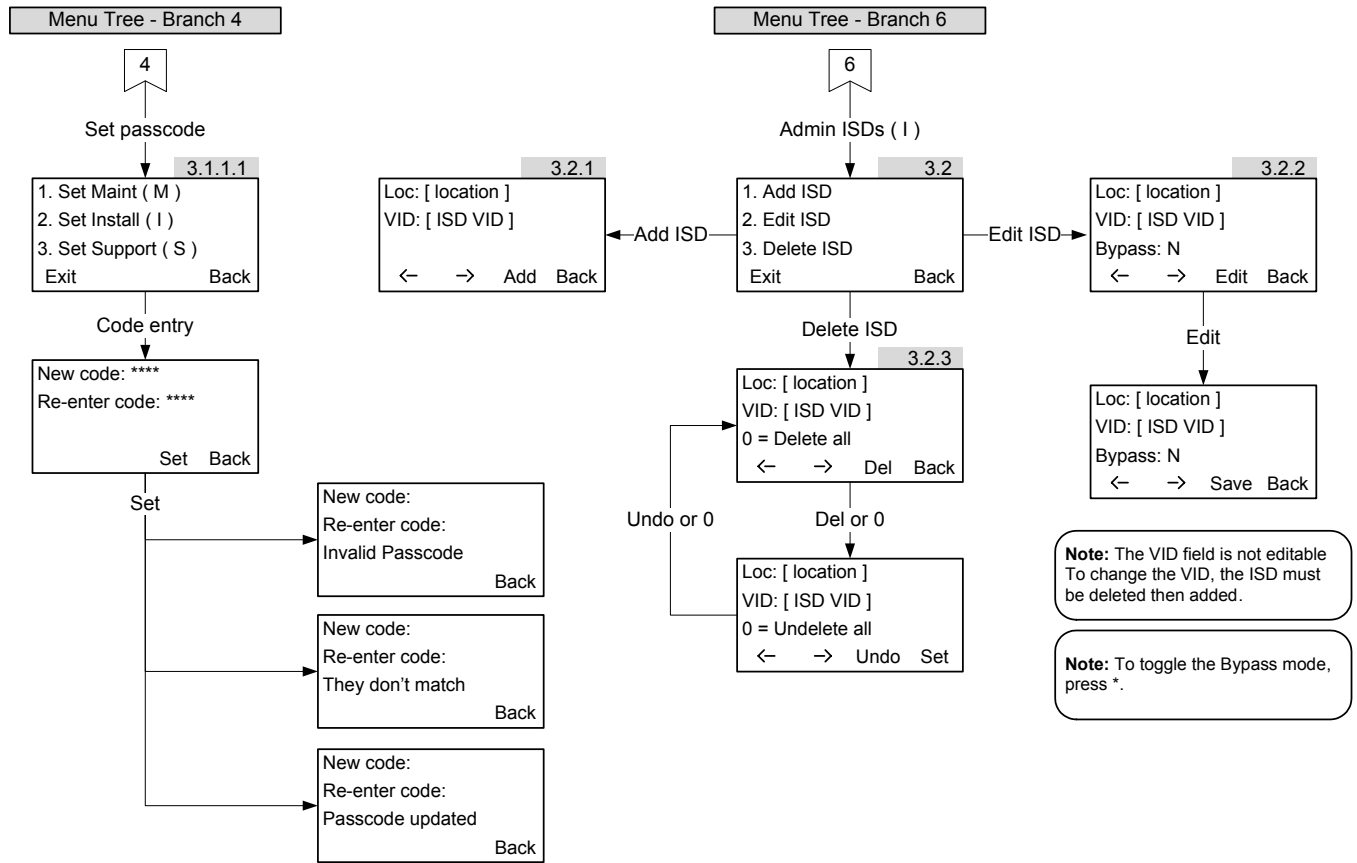 Menu Tree - Branch 4
4
Set passcode
3.1.1.1
1. Set Maint ( M )
2. Set Install ( I )
3. Set Support ( S )
Exit Back
Code entry
New code: ****
Re-enter code: ****
Set Back
Set
New code:
Re-enter code:
Invalid Passcode
Back
New code:
Re-enter code:
They don't match
Back
New code:
Re-enter code:
Passcode updated
Back
Menu Tree - Branch 6
6
Admin ISDs ( I )
3.2
1. Add ISD
2. Edit ISD
3. Delete ISD
Exit Back
Add ISD
3.2.1
Loc: [ location ]
VID: [ ISD VID ]
← → Add Back
Edit ISD
3.2.2
Loc: [ location ]
VID: [ ISD VID ]
Bypass: N
← → Edit Back
Edit
Loc: [ location ]
VID: [ ISD VID ]
Bypass: N
← → Save Back
Delete ISD
3.2.3
Loc: [ location ]
VID: [ ISD VID ]
0 = Delete all
← → Del Back
Undo or 0
Del or 0
Loc: [ location ]
VID: [ ISD VID ]
0 = Undelete all
← → Undo Set
Note: The VID field is not editable
To change the VID, the ISD must
be deleted then added.
Note: To toggle the Bypass mode,
press *.